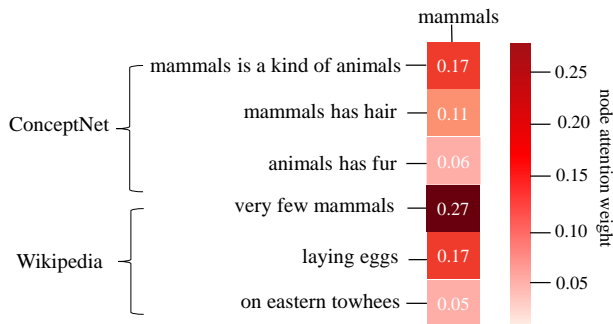 mammals
mammals is a kind of animals 0.17
mammals has hair 0.11
animals has fur 0.06
very few mammals 0.27
laying eggs 0.17
on eastern towhees 0.05
ConceptNet
Wikipedia
0.25
0.20
0.15
0.10
0.05
node attention weight